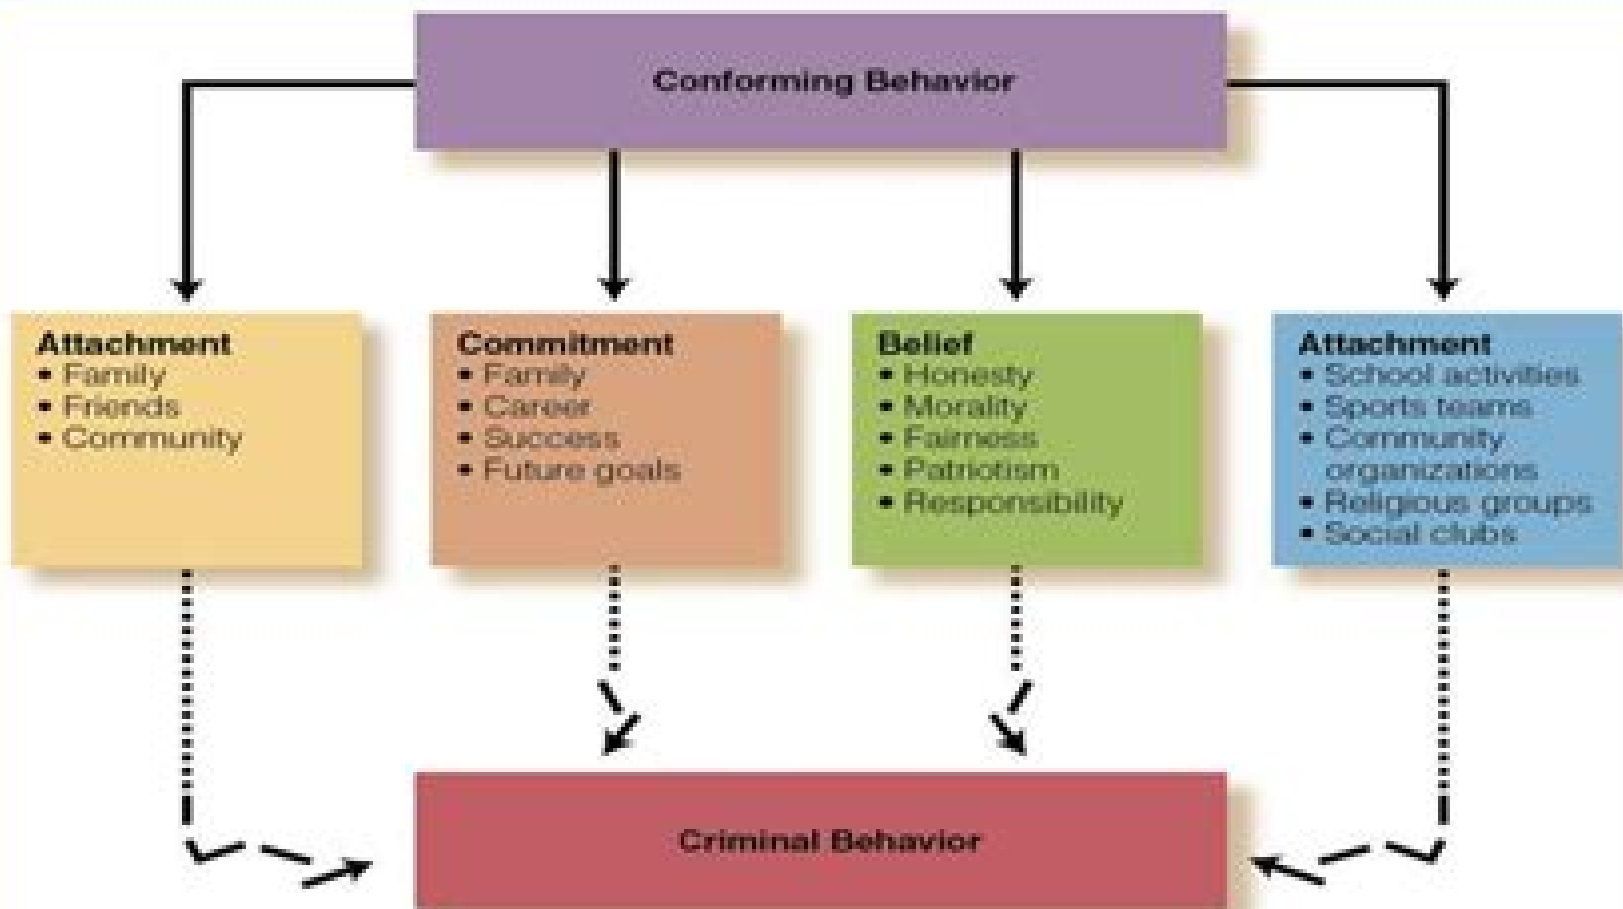 Conforming Behavior
Attachment
• Family
• Friends
• Community
Commitment
• Family
• Career
• Success
• Future goals
Belief
• Honesty
• Morality
• Fairness
• Patriotism
• Responsibility
Attachment
• School activities
• Sports teams
• Community
organizations
• Religious groups
• Social clubs
Criminal Behavior